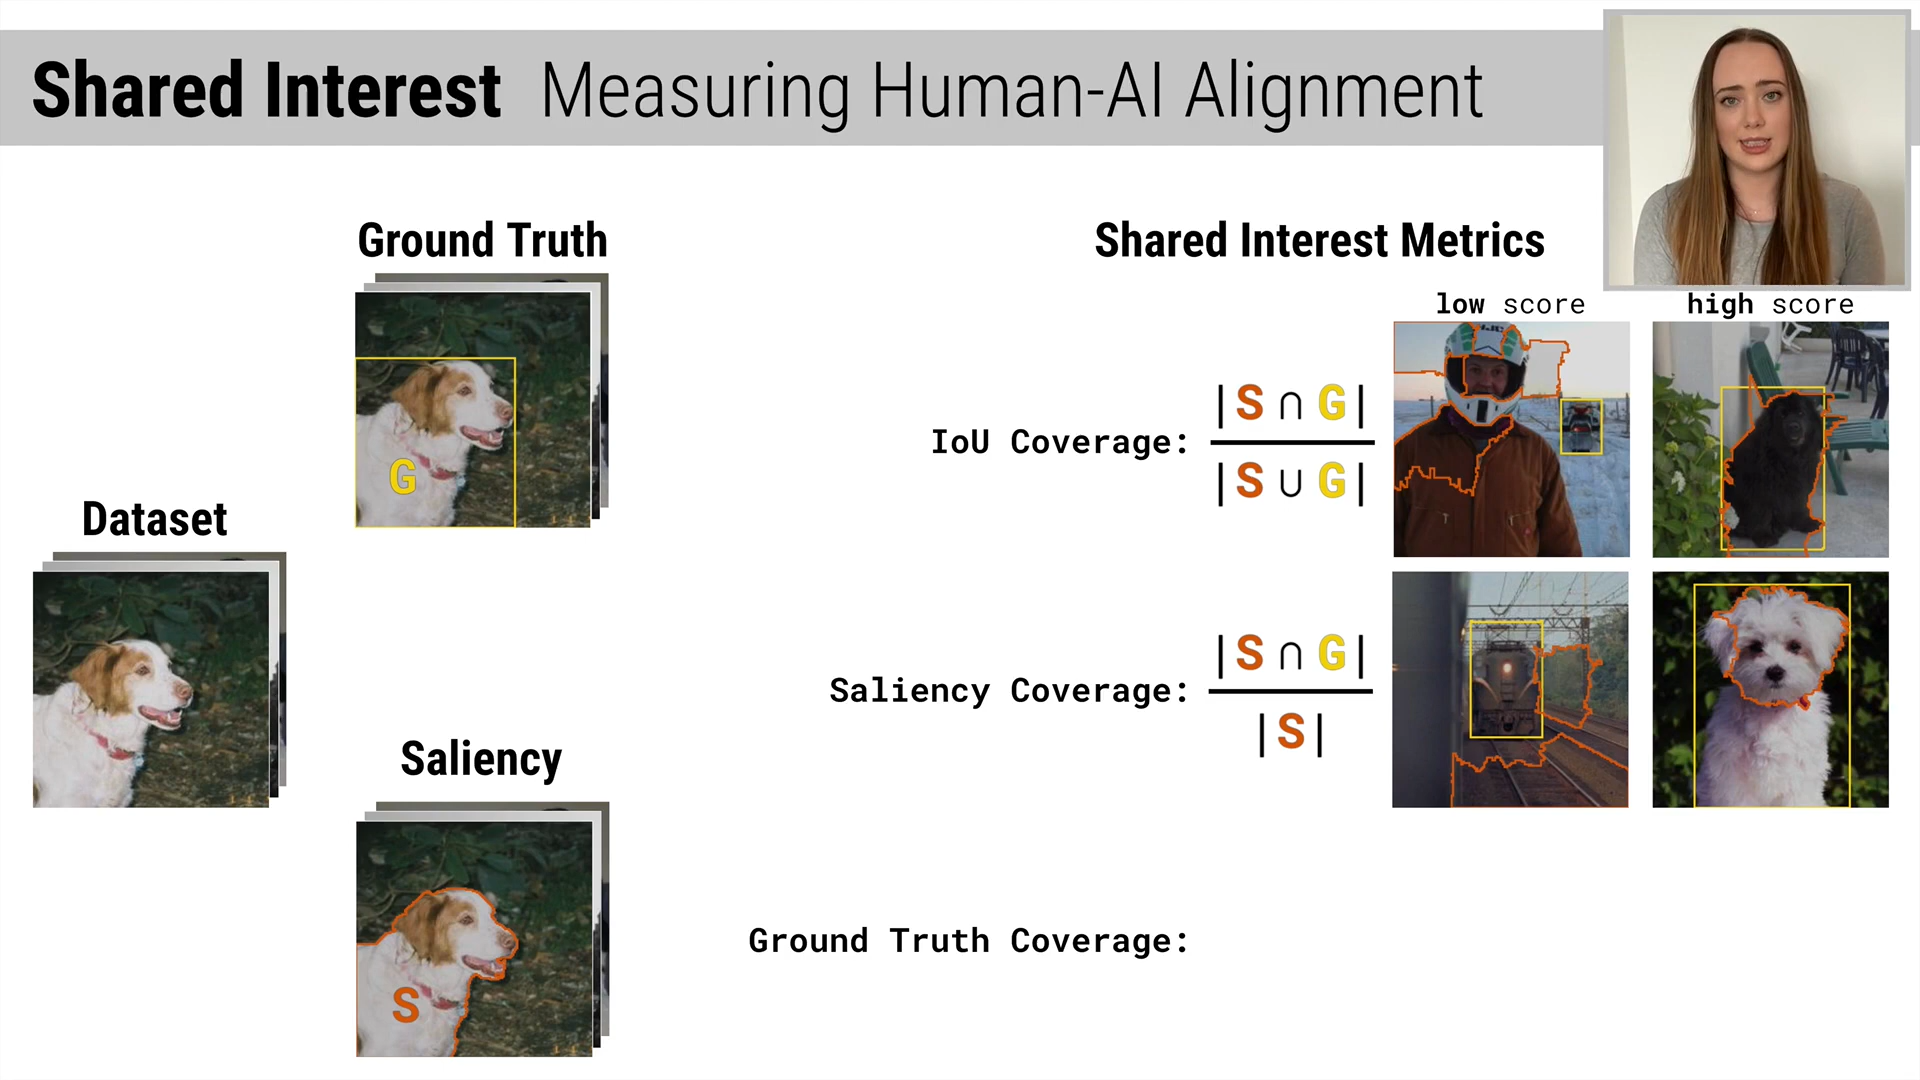 Shared Interest Measuring Human-AI Alignment
Ground Truth
G
Dataset
Saliency
S
Shared Interest Metrics
low score
high score
IoU Coverage:
|S ∩ G|
|S ∪ G|
Saliency Coverage:
|S ∩ G|
|S|
Ground Truth Coverage: